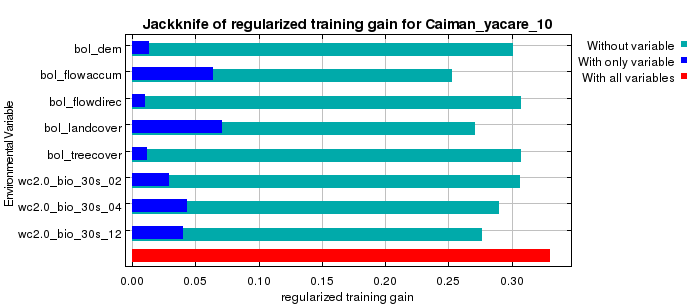 Jackknife of regularized training gain for Caiman_yacare_10
Without variable
With only variable
With all variables
Environmental Variable
bol_dem
bol_flowaccum
bol_flowdirec
bol_landcover
bol_treecover
wc2.0_bio_30s_02
wc2.0_bio_30s_04
wc2.0_bio_30s_12
0.00 0.05 0.10 0.15 0.20 0.25 0.30
regularized training gain